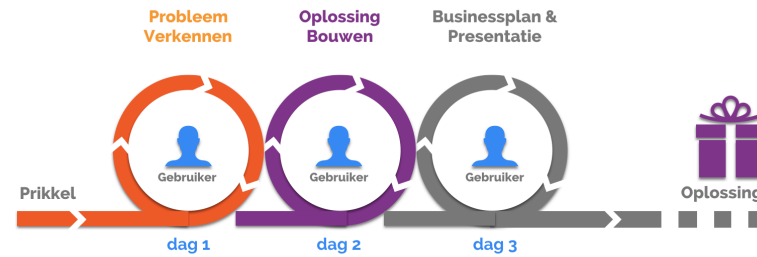 Probleem
Verkennen
Oplossing
Bouwen
Businessplan &
Presentatie
Gebruiker
Gebruiker
Gebruiker
Prikkel
Oplossing
dag 1
dag 2
dag 3